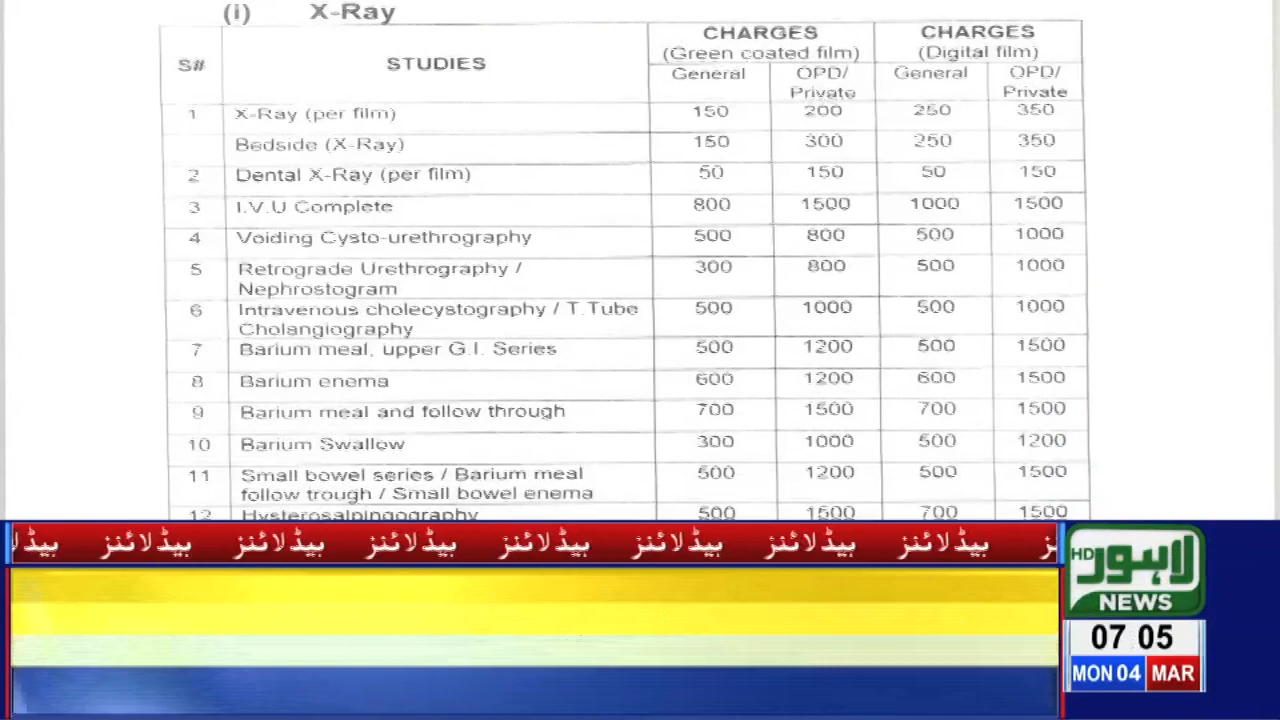 (i) X-Ray
S# STUDIES CHARGES (Green coated film) CHARGES (Digital film)
General OPD/ Private General OPD/ Private
1 X-Ray (per film) 150 200 250 350
Bedside (X-Ray) 150 300 250 350
2 Dental X-Ray (per film) 50 150 50 150
3 I.V.U Complete 800 1500 1000 1500
4 Voiding Cysto-urethrography 500 800 500 1000
5 Retrograde Urethrography / 300 800 500 1000
Nephrostogram
6 Intravenous cholecystography / T.Tube 500 1000 500 1000
Cholangiography
7 Barium meal, upper G.I. Series 500 1200 500 1500
8 Barium enema 600 1200 600 1500
9 Barium meal and follow through 700 1500 700 1500
10 Barium Swallow 300 1000 500 1200
11 Small bowel series / Barium meal 500 1200 500 1500
follow trough / Small bowel enema
12 Hysterosalpingography 500 1500 700 1500
ہیڈلائنز ہیڈلائنز ہیڈلائنز ہیڈلائنز ہیڈلائنز ہیڈلائنز ہیڈلائنز
HD لاہور
NEWS
07 05
MON 04 MAR